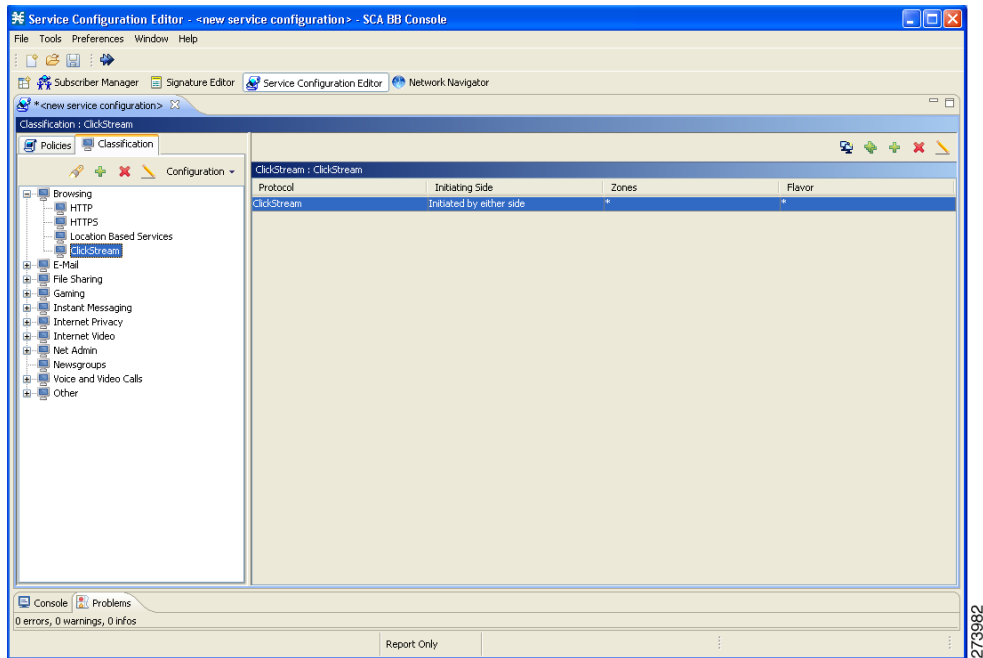 Service Configuration Editor - <new service configuration> - SCA BB Console
File Tools Preferences Window Help
Subscriber Manager Signature Editor Service Configuration Editor Network Navigator
*<new service configuration>
Classification : ClickStream
Policies Classification
Configuration
ClickStream : ClickStream
Protocol Initiating Side Zones Flavor
ClickStream Initiated by either side * *
Browsing
HTTP
HTTPS
Location Based Services
ClickStream
E-Mail
File Sharing
Gaming
Instant Messaging
Internet Privacy
Internet Video
Net Admin
Newsgroups
Voice and Video Calls
Other
Console Problems
0 errors, 0 warnings, 0 infos
Report Only
273982